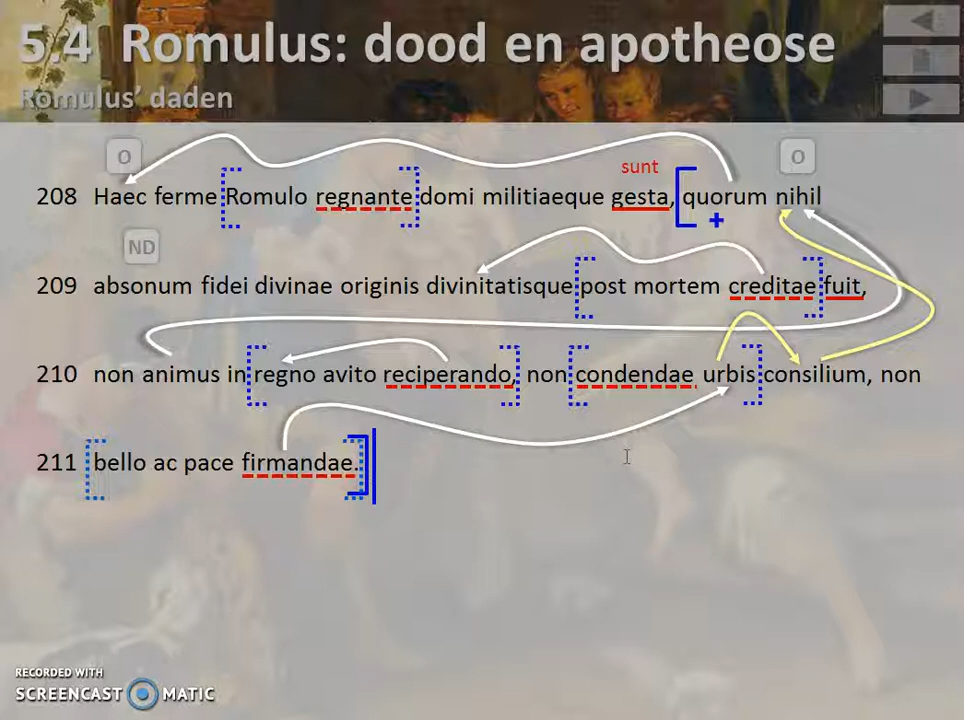 5.4 Romulus: dood en apotheose
Romulus' daden
O
sunt
O
208 Haec ferme Romulo regnante domi militiaeque gesta, quorum nihil
+
ND
209 absonum fidei divinae originis divinitatisque post mortem creditae fuit,
210 non animus in regno avito reciperando, non condendae urbis consilium, non
211 bello ac pace firmandae.
RECORDED WITH
SCREENCAST MATIC